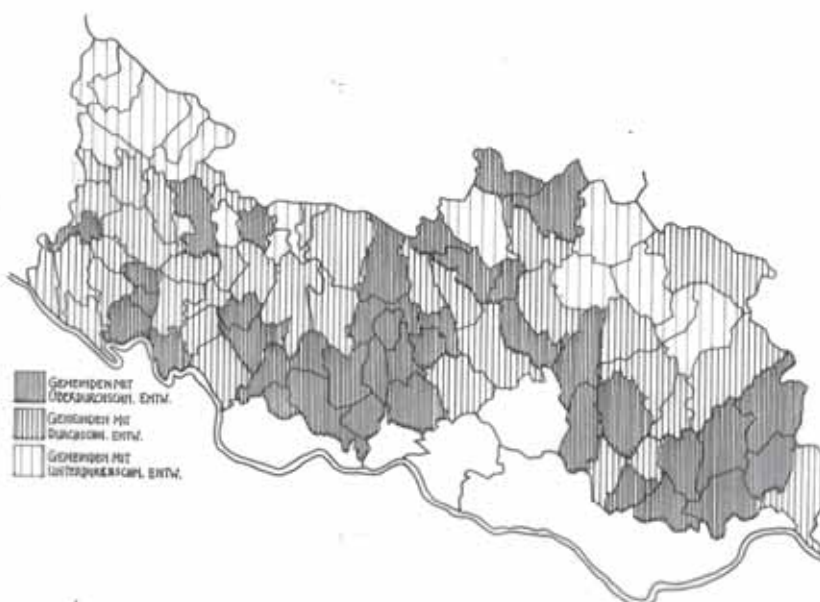 GEMEINDEN MIT
ÜBERDURCHSCHN. ENTW.
GEMEINDEN MIT
DURCHSCHN. ENTW.
GEMEINDEN MIT
UNTERDURCHSCHN. ENTW.